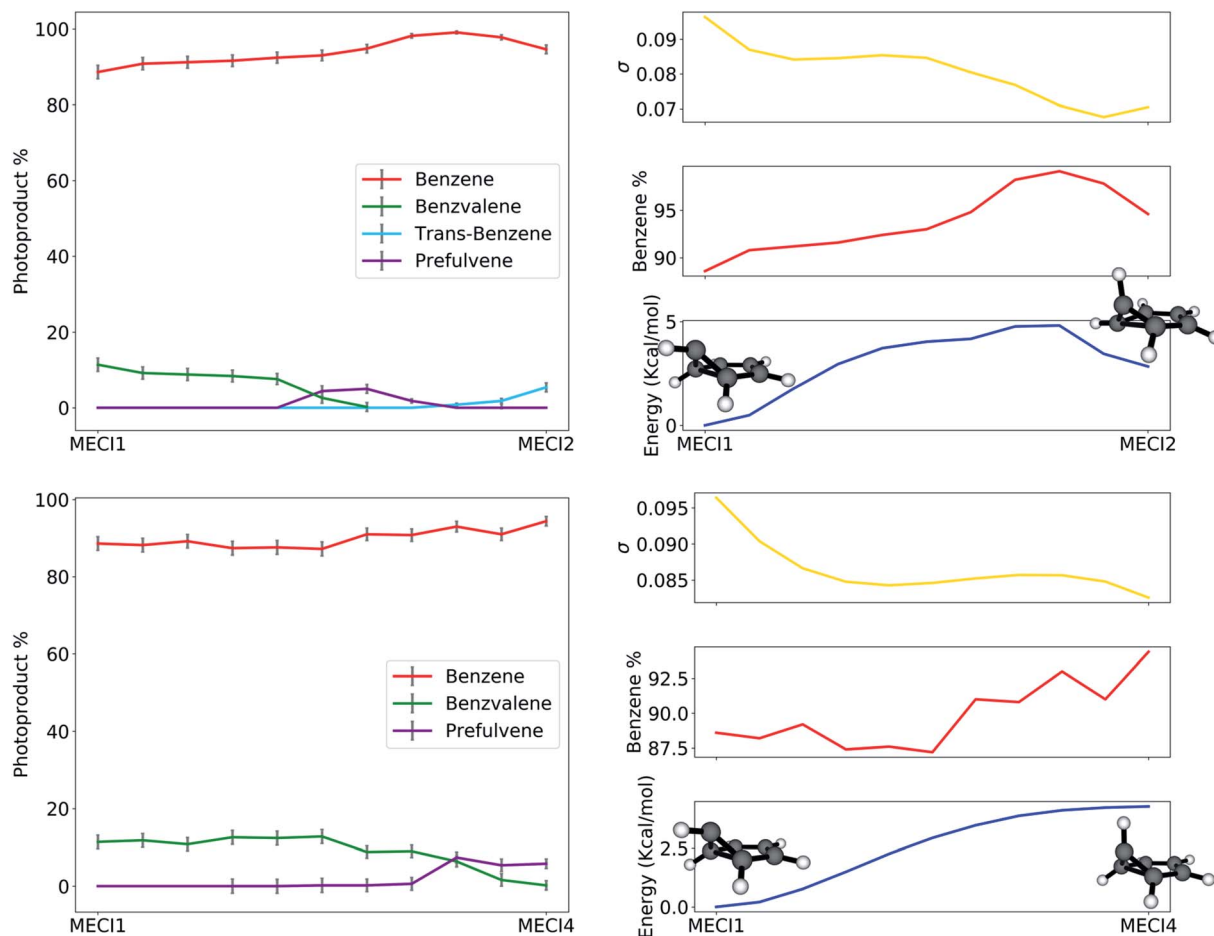 100
80
60
40
20
0
Photoproduct %
Benzene
Benzvalene
Trans-Benzene
Prefulvene
MECI1
MECI2
0.09
0.08
0.07
σ
95
90
Benzene %
5
0
Energy (Kcal/mol)
MECI1
MECI2
100
80
60
40
20
0
Photoproduct %
Benzene
Benzvalene
Prefulvene
MECI1
MECI4
0.095
0.090
0.085
σ
92.5
90.0
87.5
Benzene %
2.5
0.0
Energy (Kcal/mol)
MECI1
MECI4